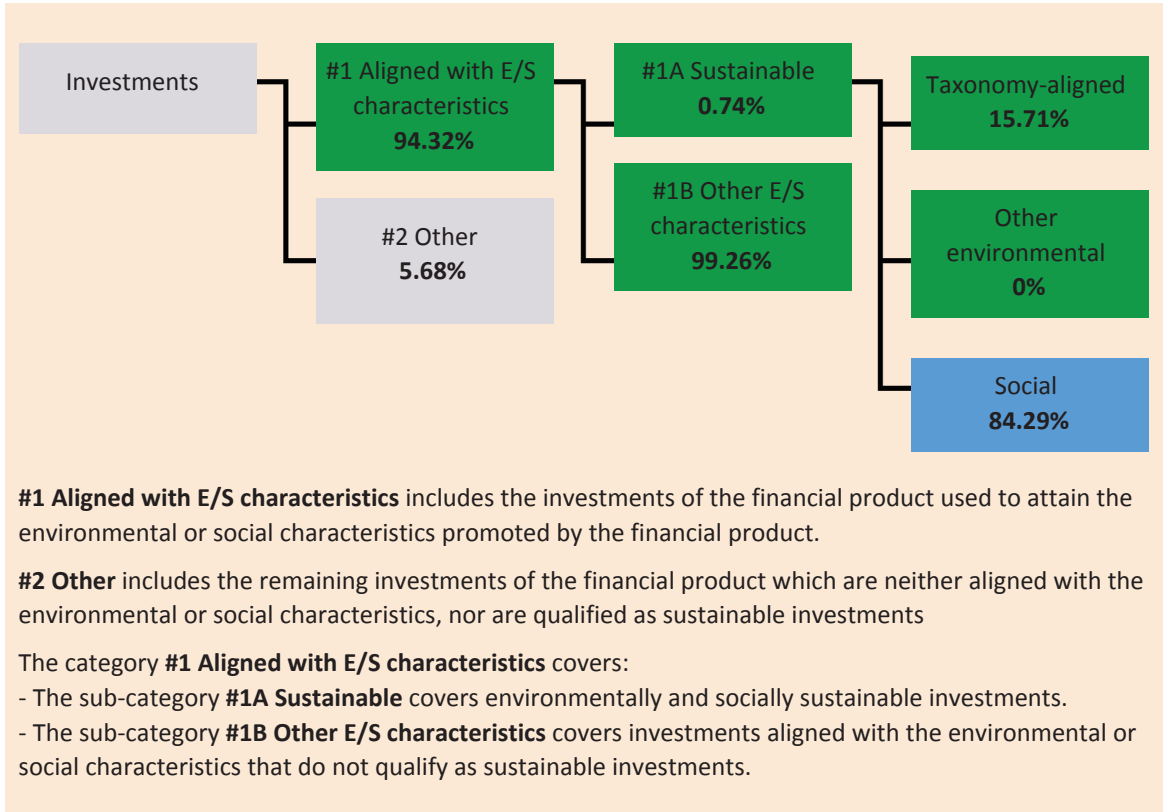 Investments
#1 Aligned with E/S
characteristics
94.32%
#2 Other
5.68%
#1A Sustainable
0.74%
#1B Other E/S
characteristics
99.26%
Taxonomy-aligned
15.71%
Other
environmental
0%
Social
84.29%
#1 Aligned with E/S characteristics includes the investments of the financial product used to attain the
environmental or social characteristics promoted by the financial product.
#2 Other includes the remaining investments of the financial product which are neither aligned with the
environmental or social characteristics, nor are qualified as sustainable investments
The category #1 Aligned with E/S characteristics covers:
- The sub-category #1A Sustainable covers environmentally and socially sustainable investments.
- The sub-category #1B Other E/S characteristics covers investments aligned with the environmental or
social characteristics that do not qualify as sustainable investments.